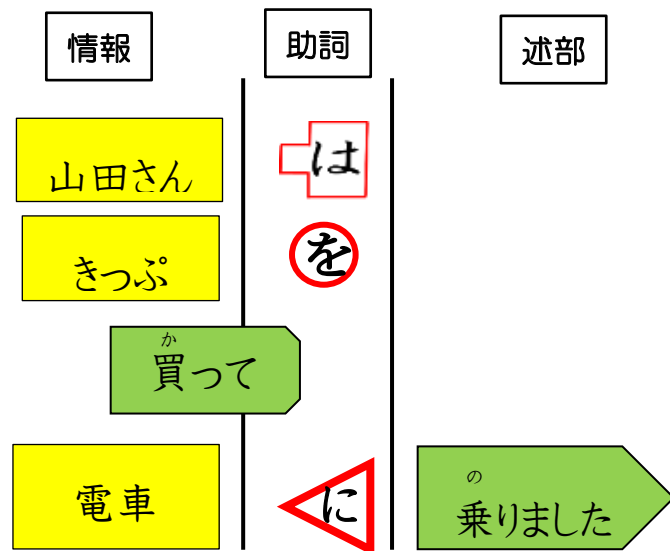 情報 助詞 述部
山田さん は
きつぷ を
か
買って
電車 に
の
乗りました